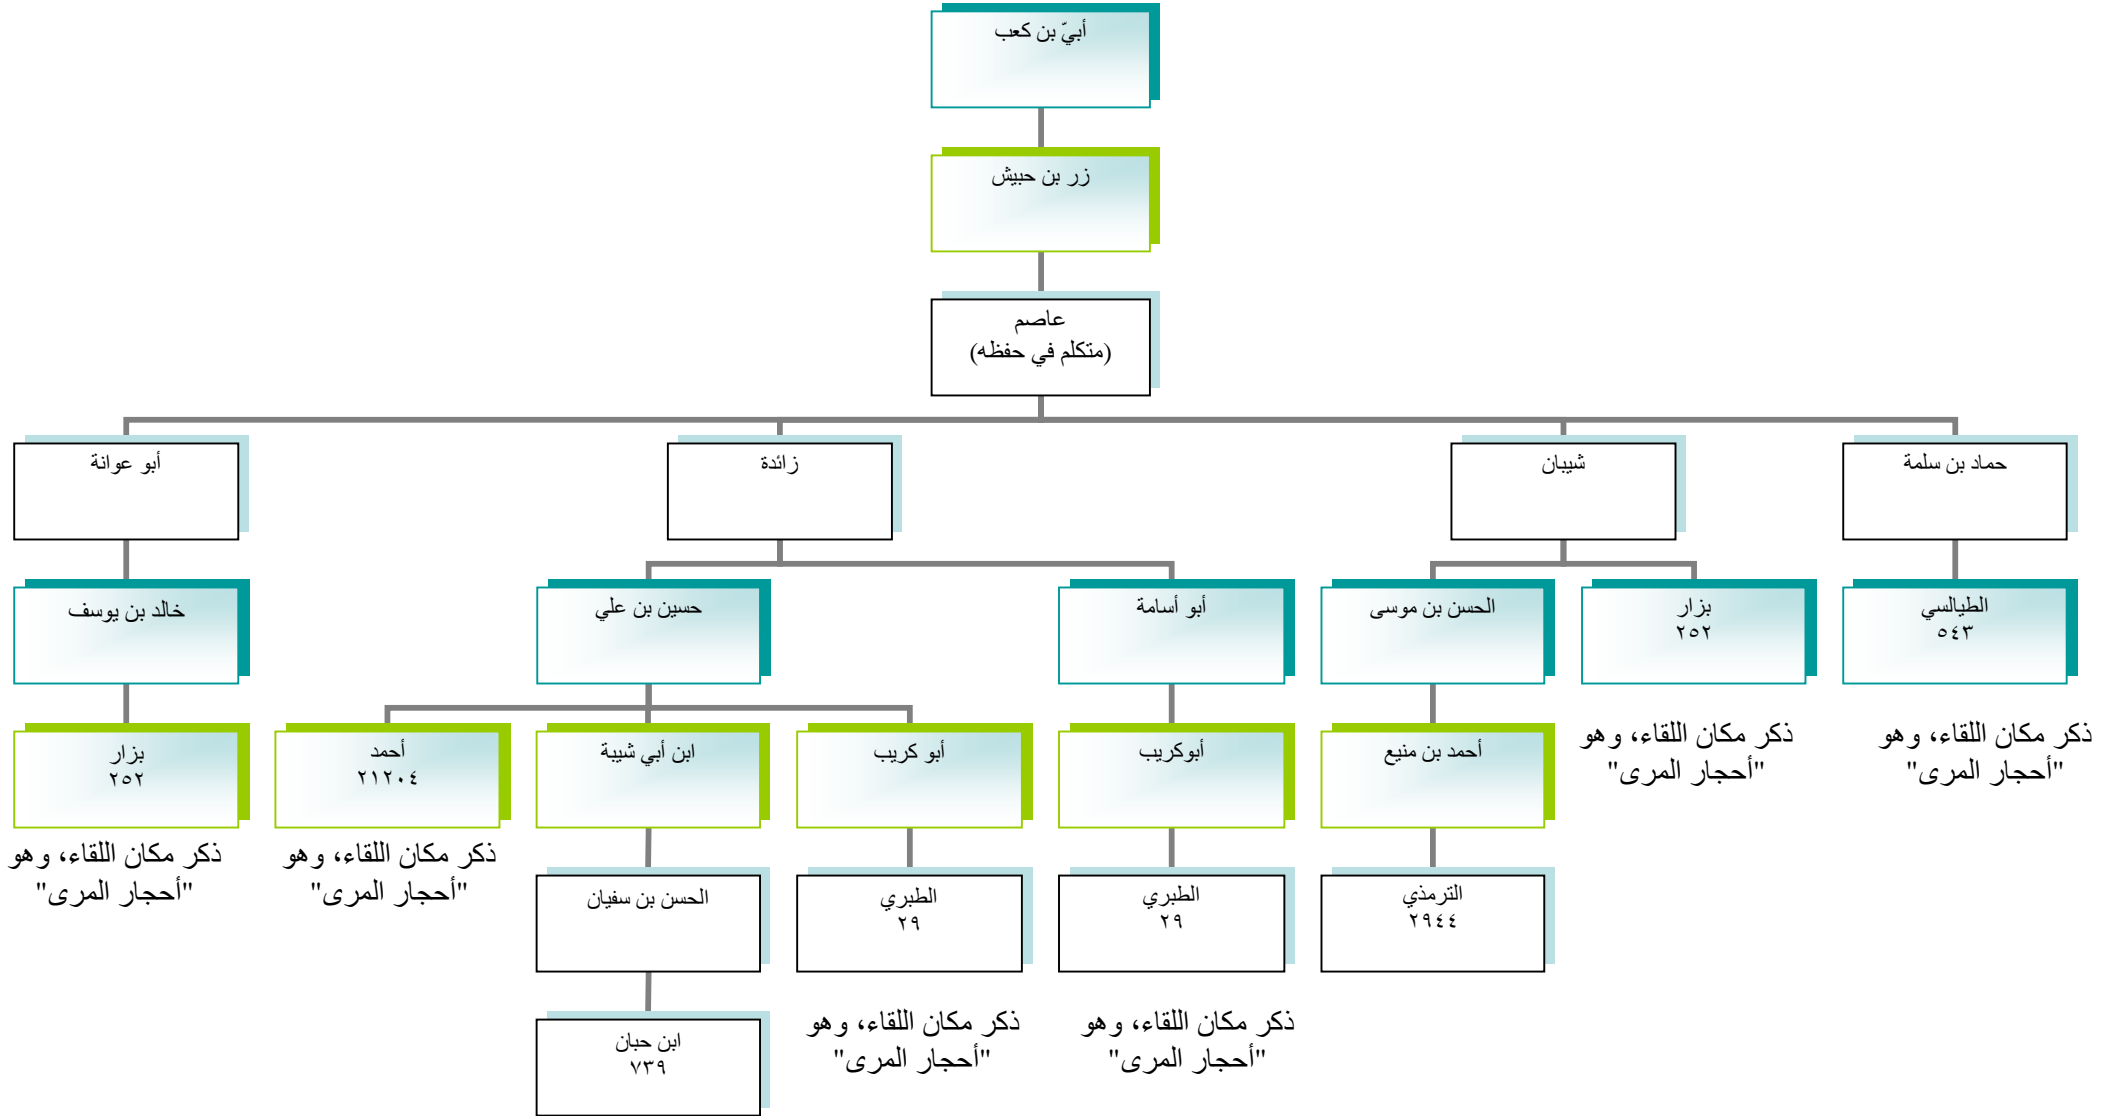 أبيّ بن كعب
زر بن حبيش
عاصم
(متكلم في حفظه)
حماد بن سلمة
شيبان
زائدة
أبو عوانة
الطيالسي
٥٤٣
بزار
٢٥٢
الحسن بن موسى
أبو أسامة
حسين بن علي
خالد بن يوسف
ذكر مكان اللقاء، وهو
"أحجار المرى"
ذكر مكان اللقاء، وهو
"أحجار المرى"
أحمد بن منيع
أبوكريب
أبو كريب
ابن أبي شيبة
أحمد
٢١٢٠٤
بزار
٢٥٢
الترمذي
٢٩٤٤
الطبري
٢٩
الطبري
٢٩
الحسن بن سفيان
ذكر مكان اللقاء، وهو
"أحجار المرى"
ذكر مكان اللقاء، وهو
"أحجار المرى"
ذكر مكان اللقاء، وهو
"أحجار المرى"
ذكر مكان اللقاء، وهو
"أحجار المرى"
ابن حبان
٧٣٩